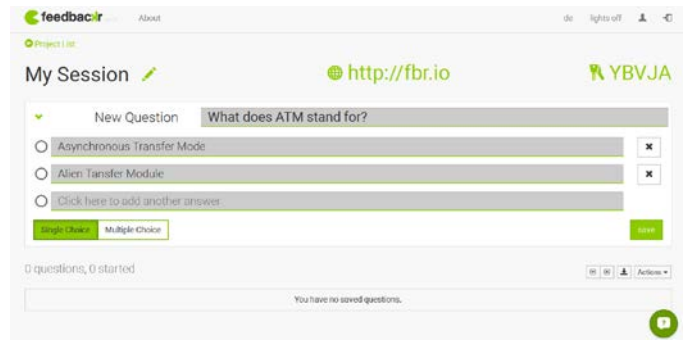 feedbackr About de lights off
Project List
My Session http://fbr.io YBVJA
New Question What does ATM stand for?
Asynchronous Transfer Mode
Alien Tansfer Module
Click here to add another answer
Single Choice Multiple Choice save
0 questions, 0 started Actions
You have no saved questions.